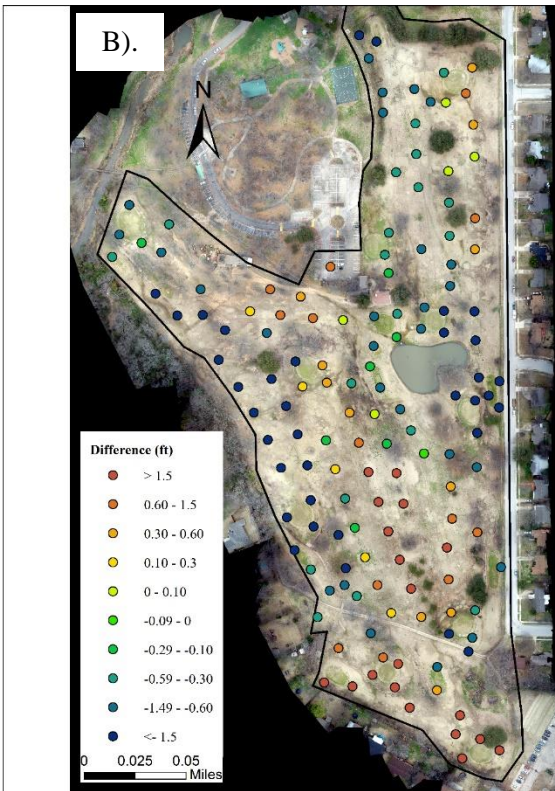 B).
N
Difference (ft)
> 1.5
0.60 - 1.5
0.30 - 0.60
0.10 - 0.3
0 - 0.10
-0.09 - 0
-0.29 - -0.10
-0.59 - -0.30
-1.49 - -0.60
<- 1.5
0 0.025 0.05
Miles